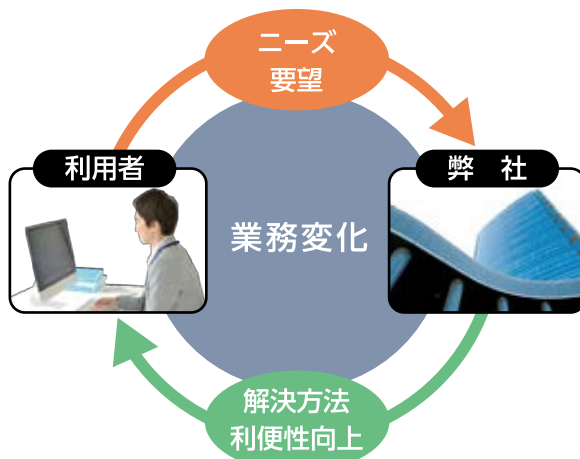 ニーズ
要望
利用者
弊　社
業務変化
解決方法
利便性向上